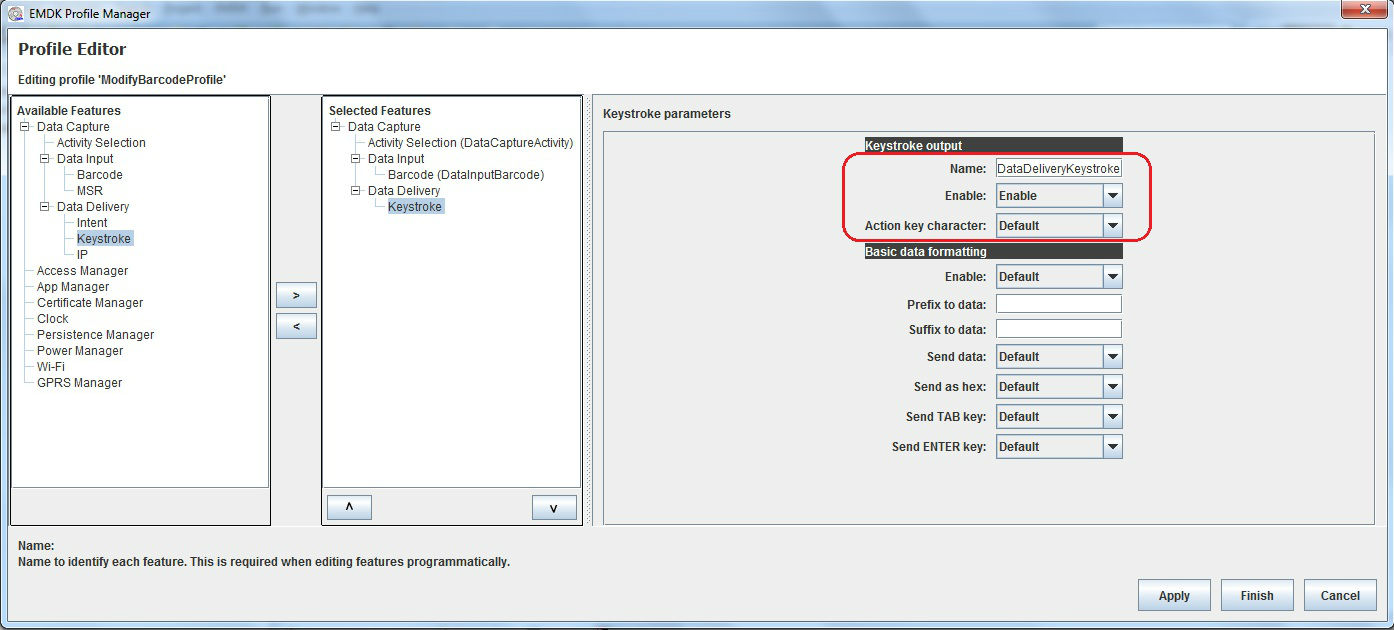 EMDK Profile Manager
Profile Editor
Editing profile 'ModifyBarcodeProfile'
Available Features
Data Capture
Activity Selection
Data Input
Barcode
MSR
Data Delivery
Intent
Keystroke
IP
Access Manager
App Manager
Certificate Manager
Clock
Persistence Manager
Power Manager
Wi-Fi
GPRS Manager
>
<
Selected Features
Data Capture
Activity Selection (DataCaptureActivity)
Data Input
Barcode (DataInputBarcode)
Data Delivery
Keystroke
^
v
Keystroke parameters
Keystroke output
Name: DataDeliveryKeystroke
Enable: Enable
Action key character: Default
Basic data formatting
Enable: Default
Prefix to data:
Suffix to data:
Send data: Default
Send as hex: Default
Send TAB key: Default
Send ENTER key: Default
Name:
Name to identify each feature. This is required when editing features programmatically.
Apply Finish Cancel